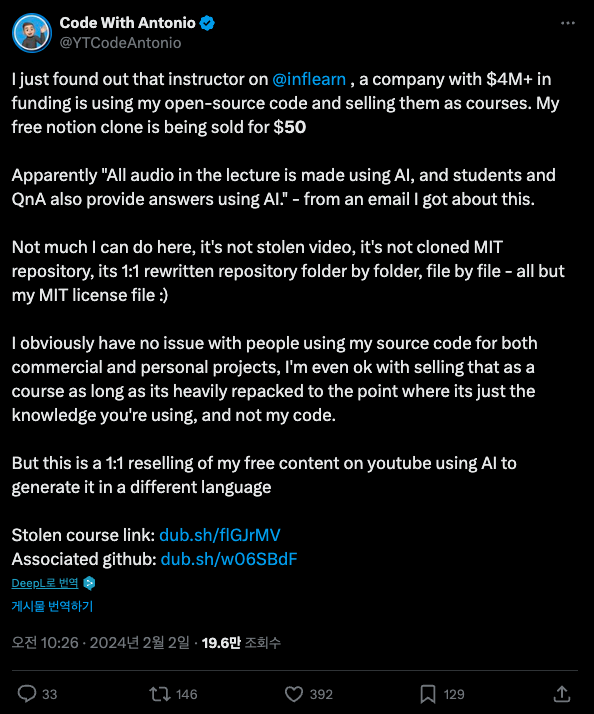 Code With Antonio
@YTCodeAntonio
I just found out that instructor on @inflearn , a company with $4M+ in
funding is using my open-source code and selling them as courses. My
free notion clone is being sold for $50
Apparently "All audio in the lecture is made using AI, and students and
QnA also provide answers using AI." - from an email I got about this.
Not much I can do here, it's not stolen video, it's not cloned MIT
repository, its 1:1 rewritten repository folder by folder, file by file - all but
my MIT license file :)
I obviously have no issue with people using my source code for both
commercial and personal projects, I'm even ok with selling that as a
course as long as its heavily repacked to the point where its just the
knowledge you're using, and not my code.
But this is a 1:1 reselling of my free content on youtube using AI to
generate it in a different language
Stolen course link: dub.sh/flGJrMV
Associated github: dub.sh/w06SBdF
DeepL로 번역
게시물 번역하기
오전 10:26 · 2024년 2월 2일 · 19.6만 조회수
33 146 392 129